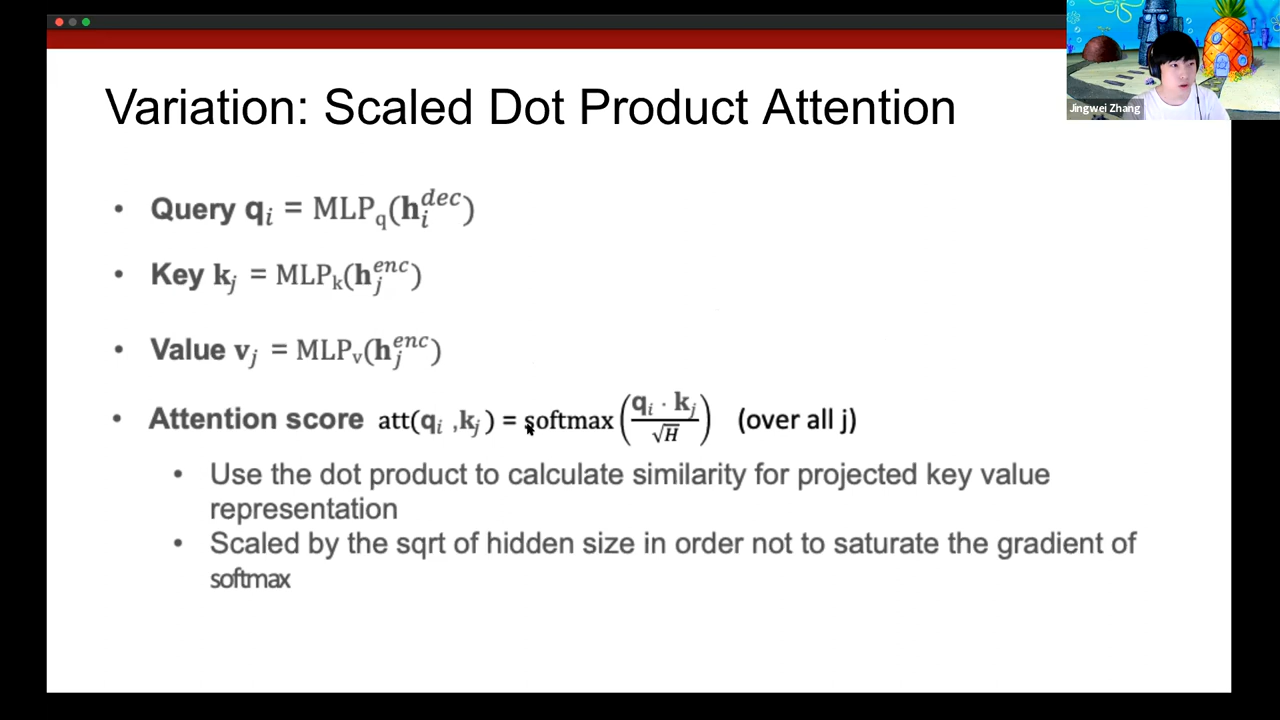 Variation: Scaled Dot Product Attention
Jingwei Zhang
• Query qᵢ = MLP_q(h_i^{dec})
• Key k_j = MLP_k(h_j^{enc})
• Value v_j = MLP_v(h_j^{enc})
• Attention score att(qᵢ ,k_j) = softmax(qᵢ · k_j / √H) (over all j)
• Use the dot product to calculate similarity for projected key value
representation
• Scaled by the sqrt of hidden size in order not to saturate the gradient of
softmax